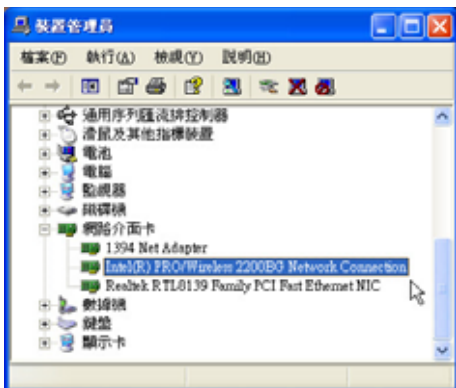 裝置管理員
檔案(F) 執行(A) 檢視(V) 說明(H)
通用序列匯流排控制器
滑鼠及其他指標裝置
電池
電腦
監視器
磁碟機
網路介面卡
1394 Net Adapter
Intel(R) PRO/Wireless 2200BG Network Connection
Realtek RTL8139 Family PCI Fast Ethernet NIC
數據機
鍵盤
顯示卡